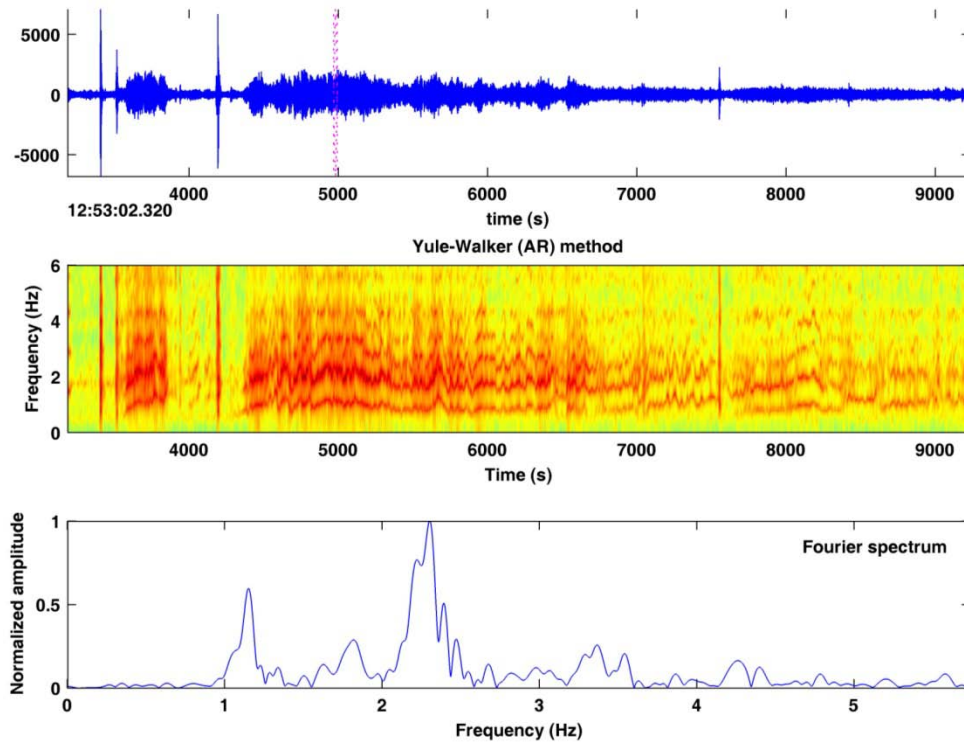 5000
0
-5000
4000 5000 6000 7000 8000 9000
12:53:02.320
time (s)
Yule-Walker (AR) method
Frequency (Hz)
6
4
2
0
4000 5000 6000 7000 8000 9000
Time (s)
Normalized amplitude
1
0.5
0
Fourier spectrum
0 1 2 3 4 5
Frequency (Hz)